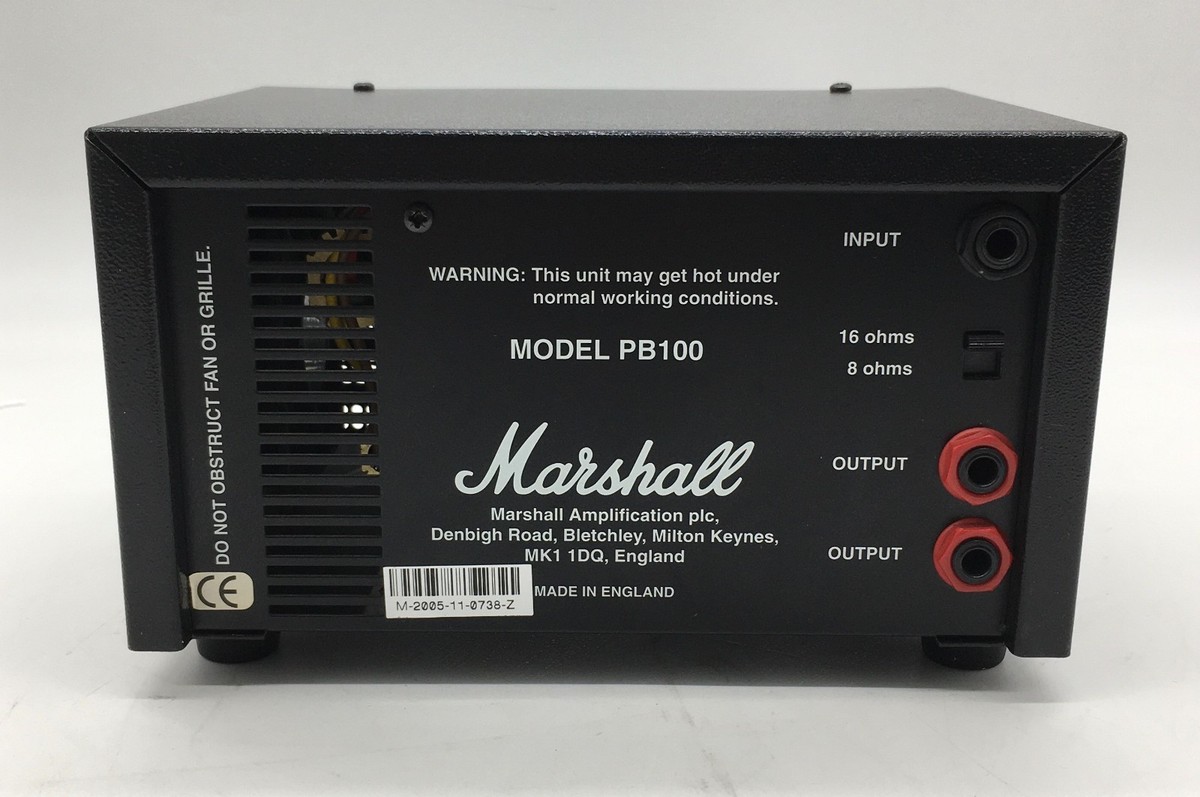 DO NOT OBSTRUCT FAN OR GRILLE.
CE
WARNING: This unit may get hot under
normal working conditions.
MODEL PB100
Marshall
Marshall Amplification plc,
Denbigh Road, Bletchley, Milton Keynes,
MK1 1DQ, England
M-2005-11-0738-Z
MADE IN ENGLAND
INPUT
16 ohms
8 ohms
OUTPUT
OUTPUT